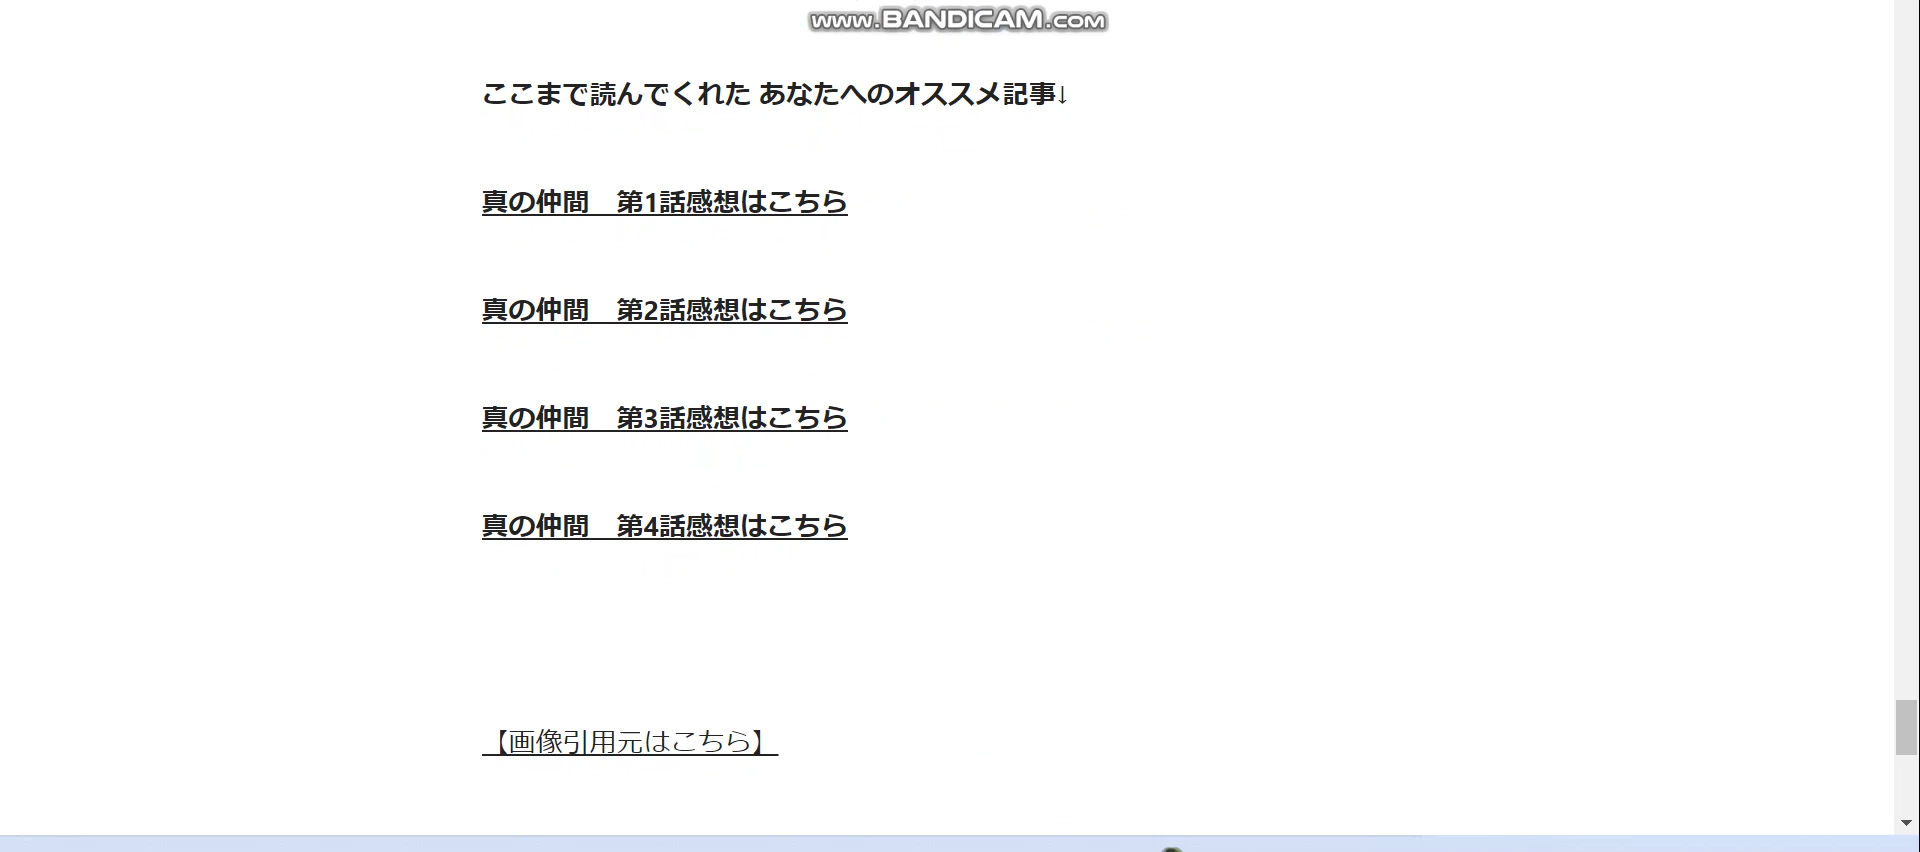 www.BANDICAM.com
ここまで読んでくれた あなたへのオススメ記事↓
真の仲間　第1話感想はこちら
真の仲間　第2話感想はこちら
真の仲間　第3話感想はこちら
真の仲間　第4話感想はこちら
【画像引用元はこちら】